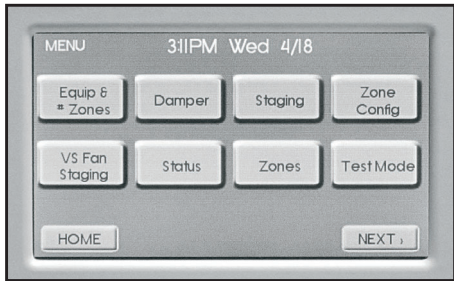 MENU 3:11PM Wed 4/18
Equip &
# Zones
Damper
Staging
Zone
Config
VS Fan
Staging
Status
Zones
Test Mode
HOME
NEXT ›